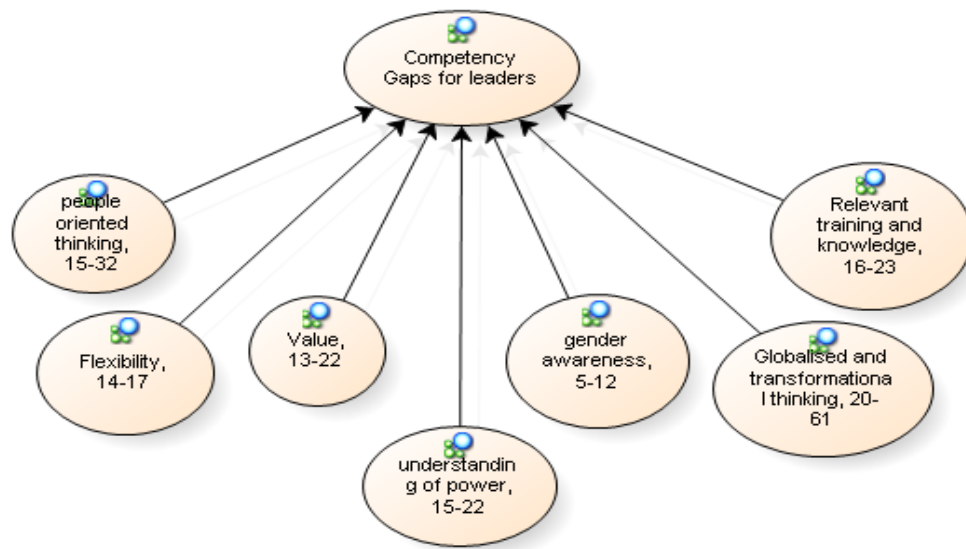 Competency
Gaps for leaders
people
oriented
thinking,
15-32
Relevant
training and
knowledge,
16-23
Flexibility,
14-17
Value,
13-22
gender
awareness,
5-12
Globalised and
transformationa
l thinking, 20-
61
understandin
g of power,
15-22